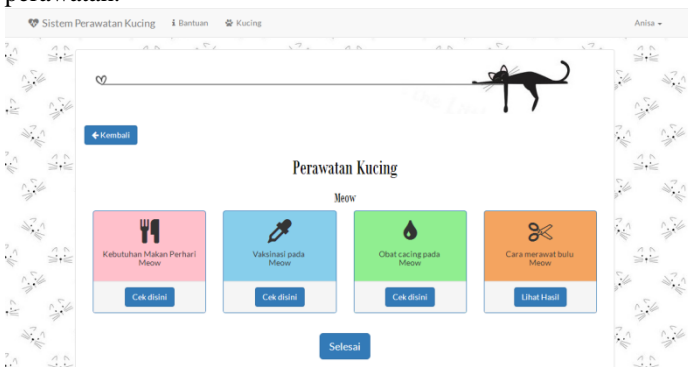 perawatan.
Sistem Perawatan Kucing Bantuan Kucing Anisa
Kembali
Perawatan Kucing
Meow
Kebutuhan Makan Perhari
Meow
Cek disini
Vaksinasi pada
Meow
Cek disini
Obat cacing pada
Meow
Cek disini
Cara merawat bulu
Meow
Lihat Hasil
Selesai